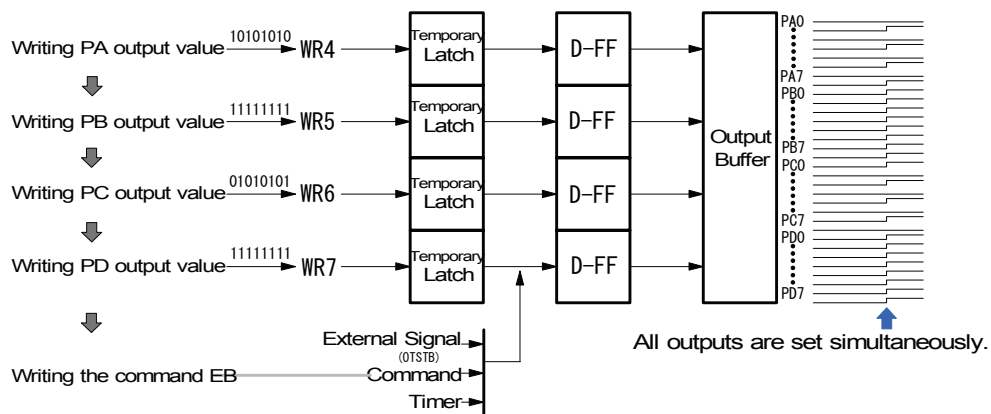 Writing PA output value 10101010 WR4 Temporary Latch D-FF
Writing PB output value 11111111 WR5 Temporary Latch D-FF
Writing PC output value 01010101 WR6 Temporary Latch D-FF
Writing PD output value 11111111 WR7 Temporary Latch D-FF
Output
Buffer
PA0
PA7
PB0
PB7
PC0
PC7
PD0
PD7
All outputs are set simultaneously.
External Signal
(OTSTB)
Writing the command EB Command
Timer